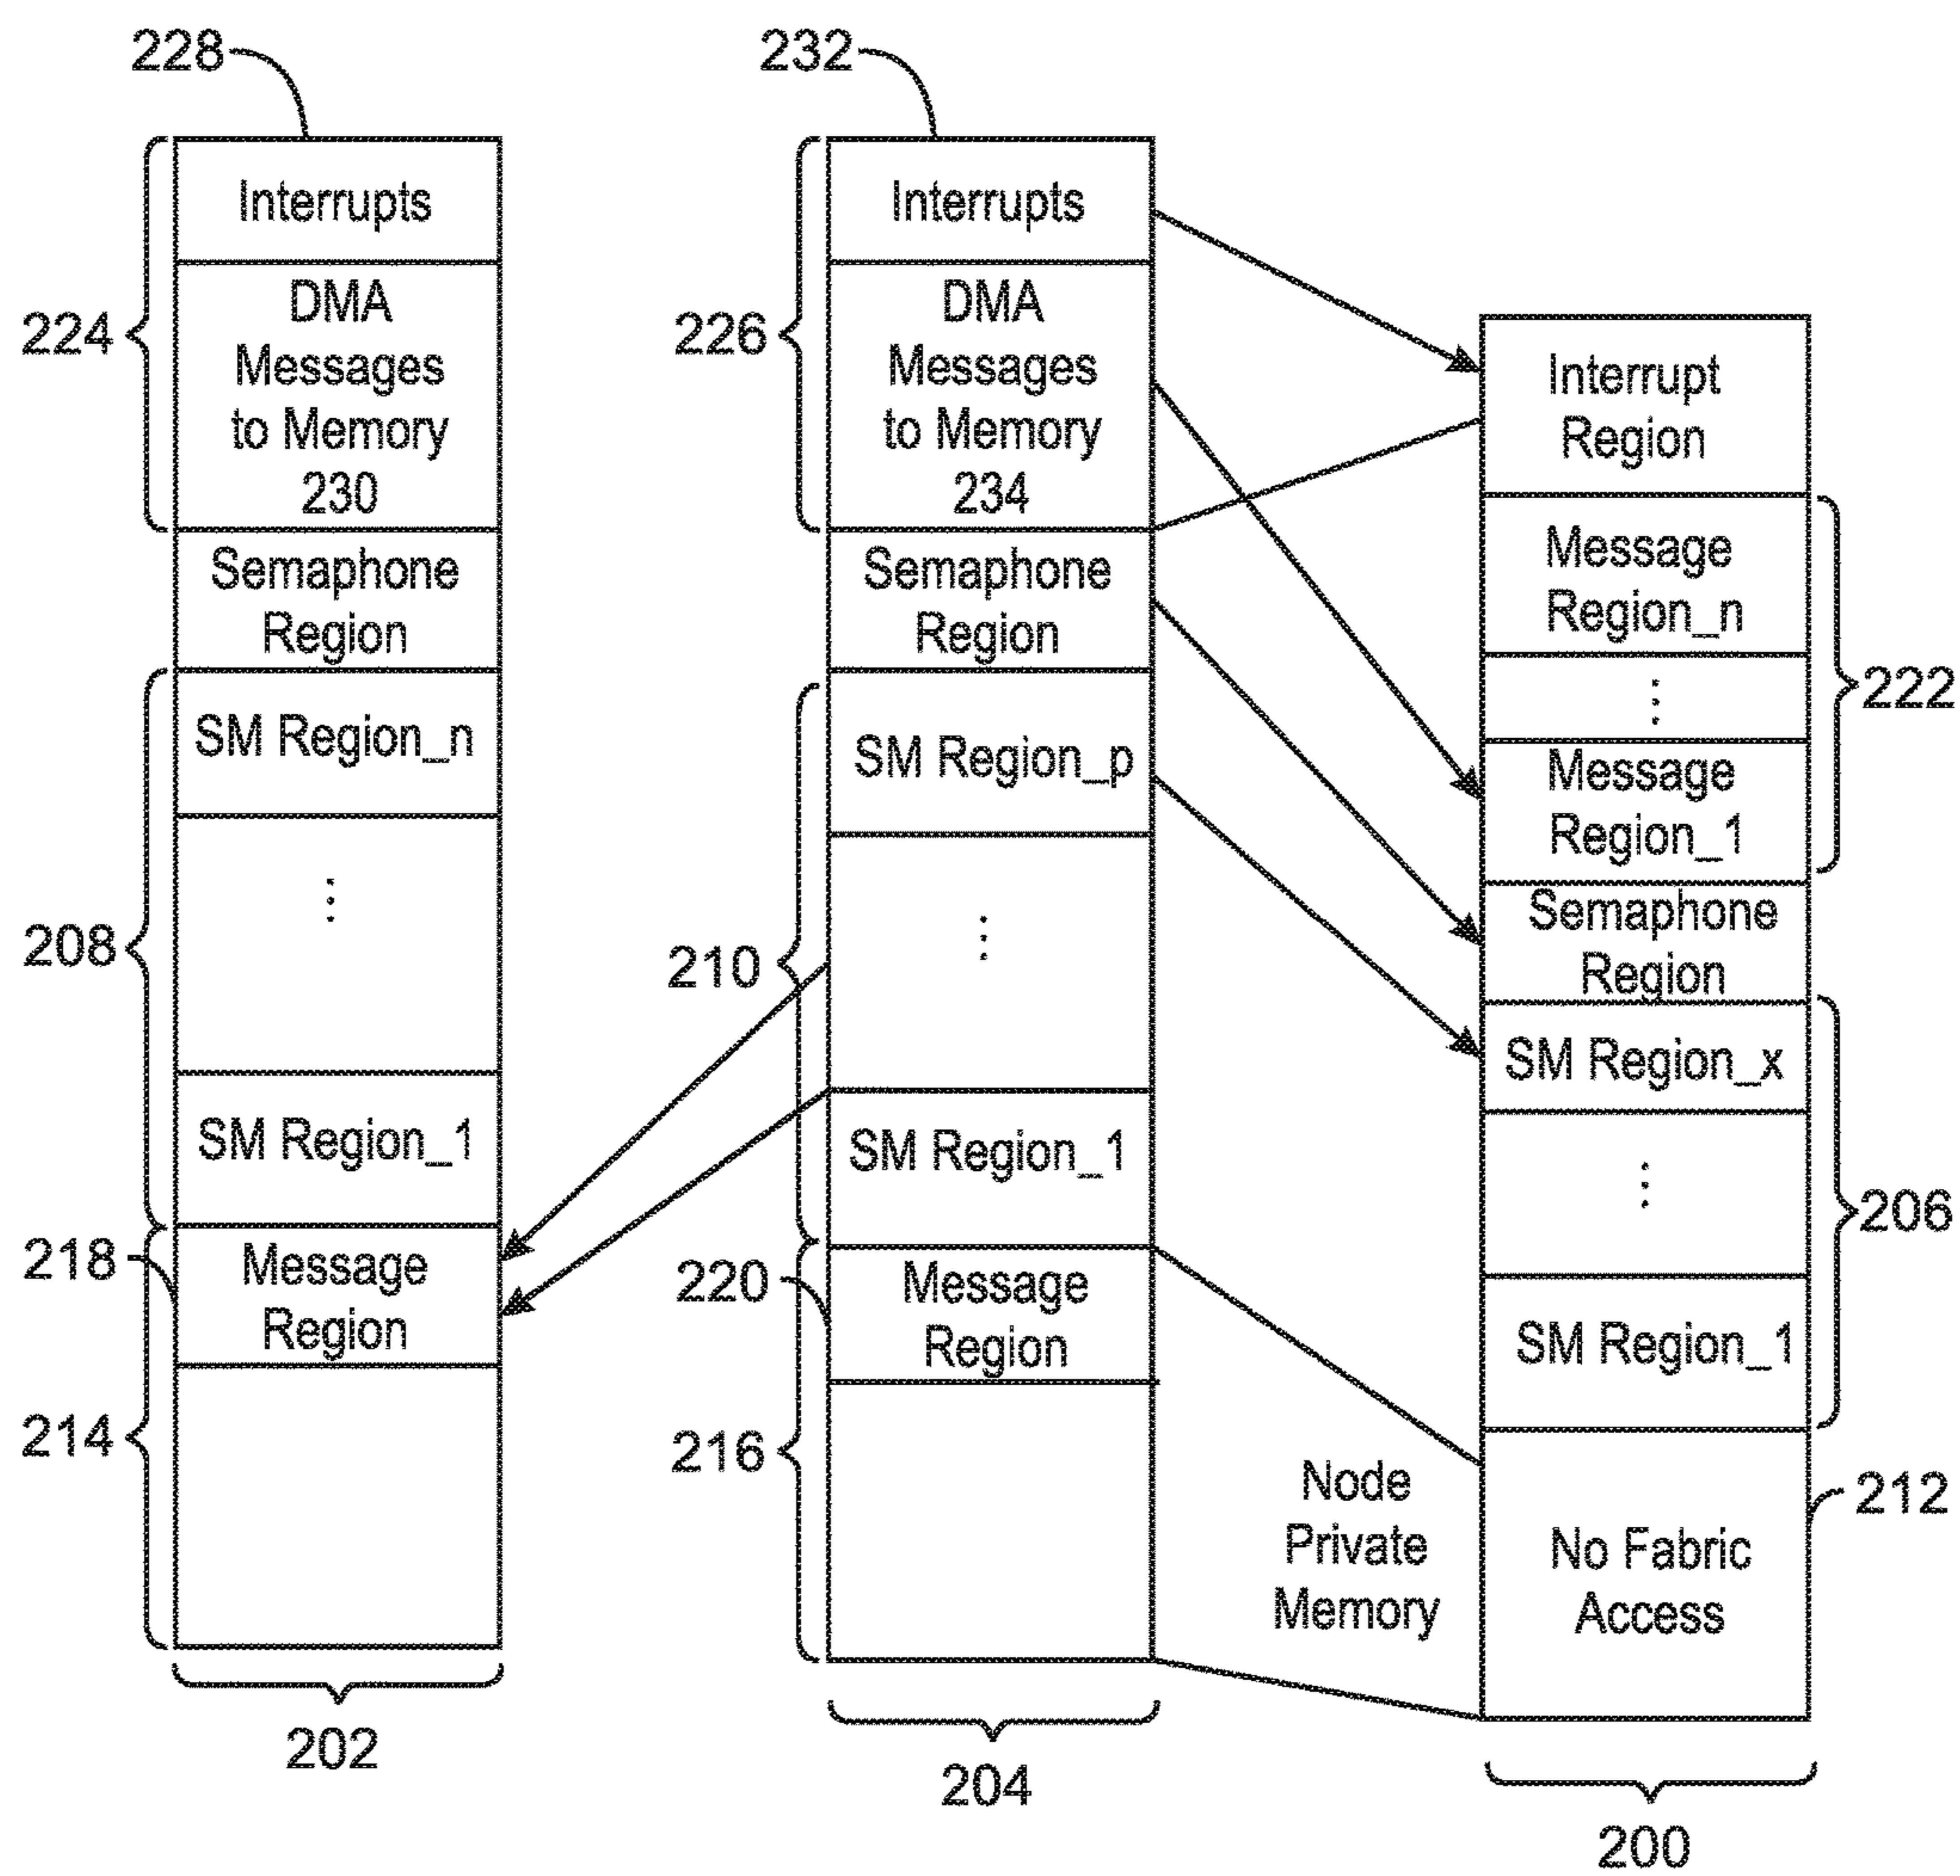 228
232
Interrupts
DMA
Messages
to Memory
230
Semaphone
Region
SM Region_n
⋮
SM Region_1
Message
Region
224
208
218
214
202
Interrupts
DMA
Messages
to Memory
234
Semaphone
Region
SM Region_p
⋮
SM Region_1
Message
Region
226
210
220
216
204
Node
Private
Memory
Interrupt
Region
Message
Region_n
⋮
Message
Region_1
Semaphone
Region
SM Region_x
⋮
SM Region_1
No Fabric
Access
222
206
212
200